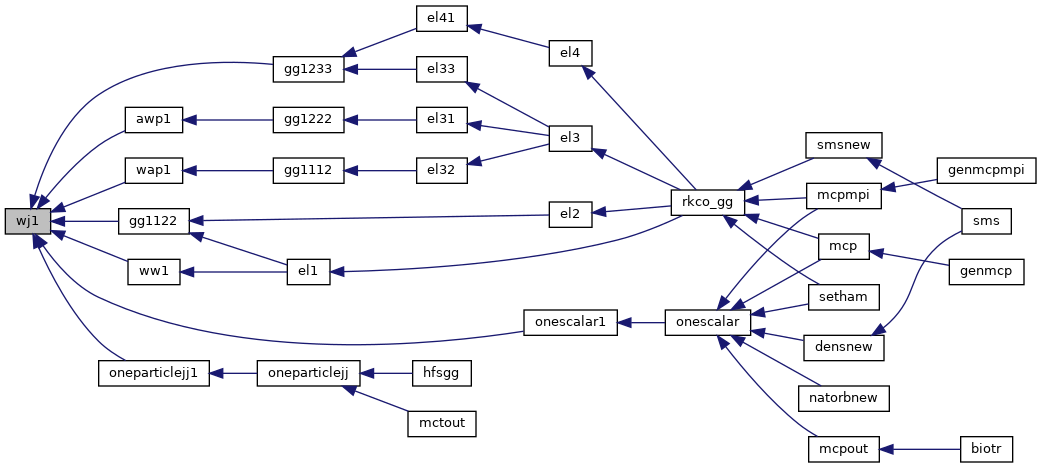 el41
el4
gg1233
el33
awp1
gg1222
el31
el3
smsnew
wap1
gg1112
el32
genmcpmpi
mcpmpi
rkco_gg
wj1
gg1122
el2
sms
mcp
ww1
el1
genmcp
setham
onescalar1
onescalar
densnew
oneparticlejj1
oneparticlejj
hfsgg
natorbnew
mctout
mcpout
biotr